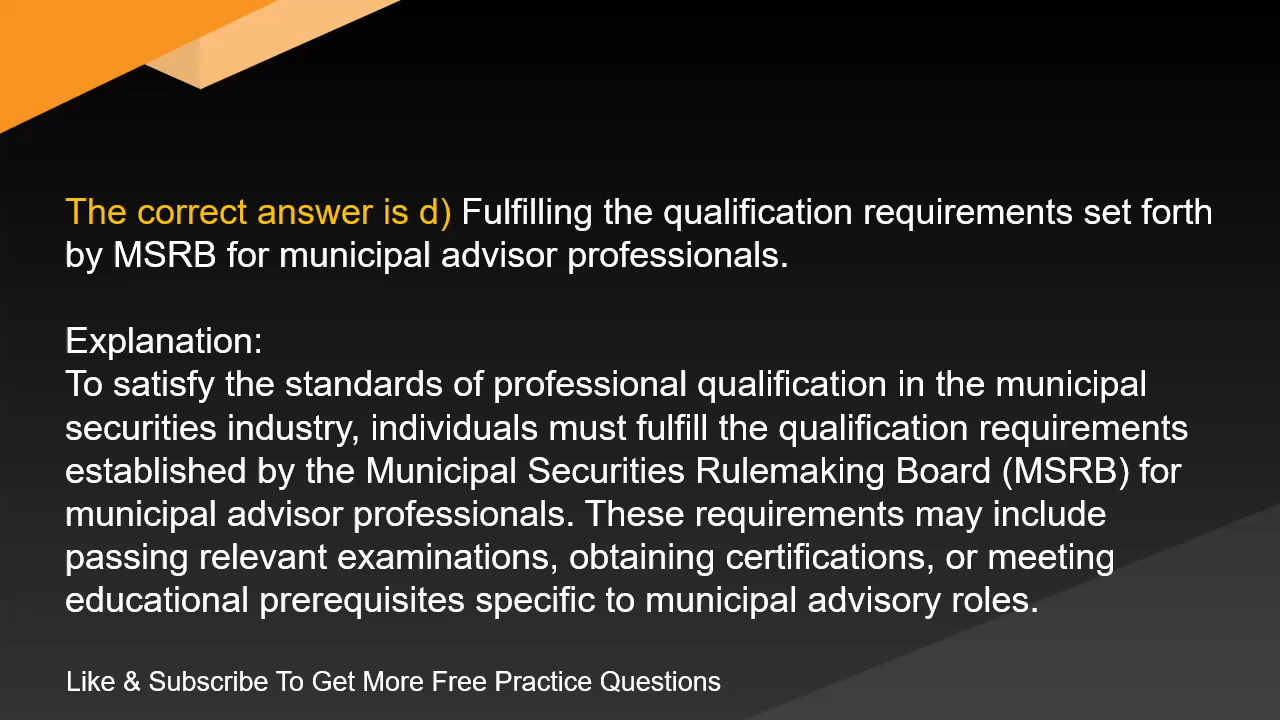 The correct answer is d) Fulfilling the qualification requirements set forth
by MSRB for municipal advisor professionals.
Explanation:
To satisfy the standards of professional qualification in the municipal
securities industry, individuals must fulfill the qualification requirements
established by the Municipal Securities Rulemaking Board (MSRB) for
municipal advisor professionals. These requirements may include
passing relevant examinations, obtaining certifications, or meeting
educational prerequisites specific to municipal advisory roles.
Like & Subscribe To Get More Free Practice Questions